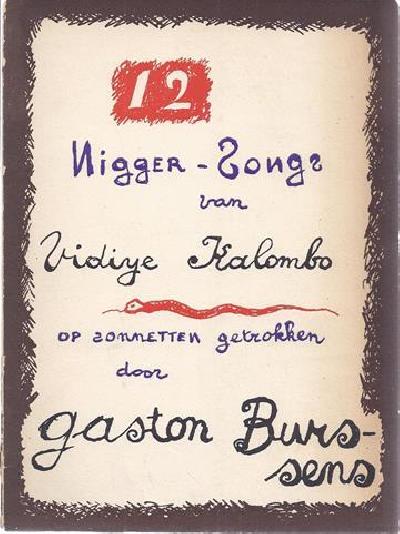 12
Nigger-Songs
van
Vidiye Kalombo
op sonnetten getrokken
door
gaston Burs-
sens